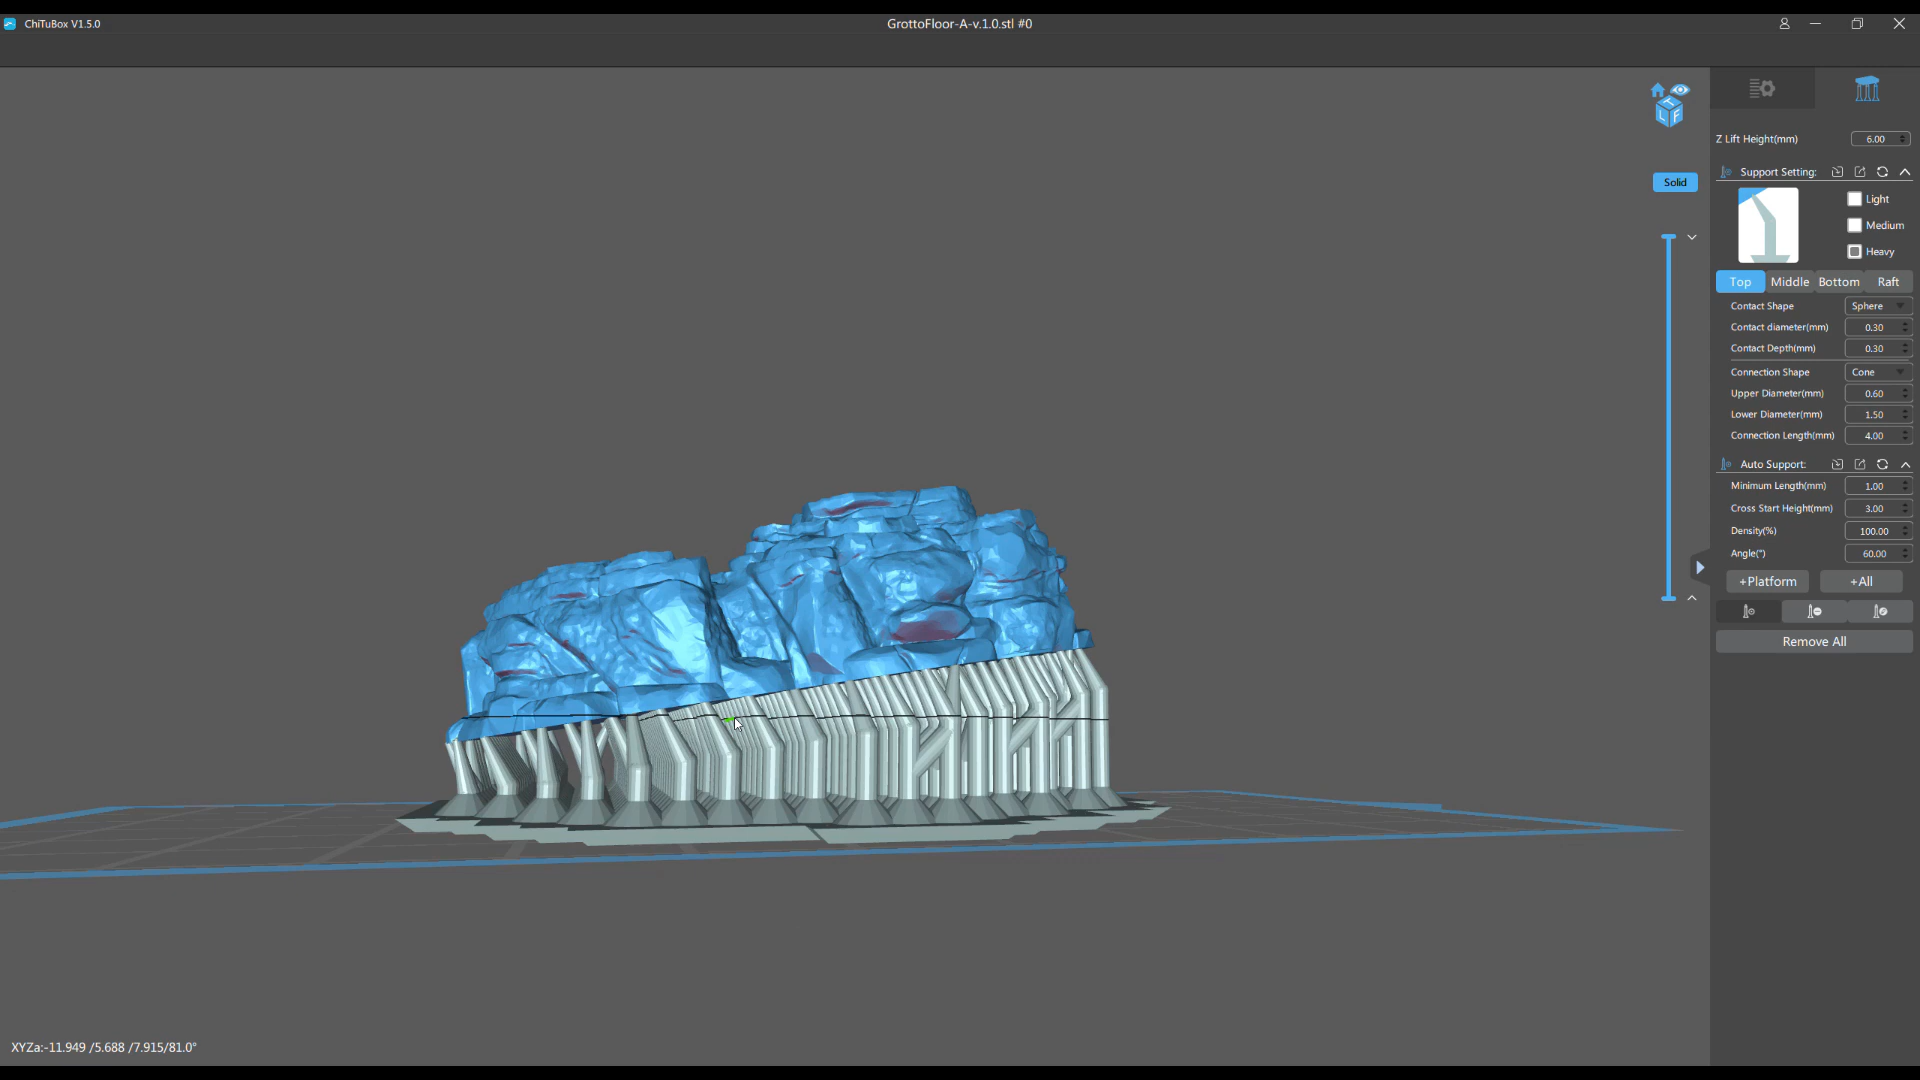 ChiTuBox V1.5.0
GrottoFloor-A-v.1.0.stl #0
T
L F
Solid
Z Lift Height(mm) 6.00
Support Setting:
Light
Medium
Heavy
Top Middle Bottom Raft
Contact Shape Sphere
Contact diameter(mm) 0.30
Contact Depth(mm) 0.30
Connection Shape Cone
Upper Diameter(mm) 0.60
Lower Diameter(mm) 1.50
Connection Length(mm) 4.00
Auto Support:
Minimum Length(mm) 1.00
Cross Start Height(mm) 3.00
Density(%) 100.00
Angle(°) 60.00
+Platform +All
Remove All
XYZa:-11.949 /5.688 /7.915/81.0°